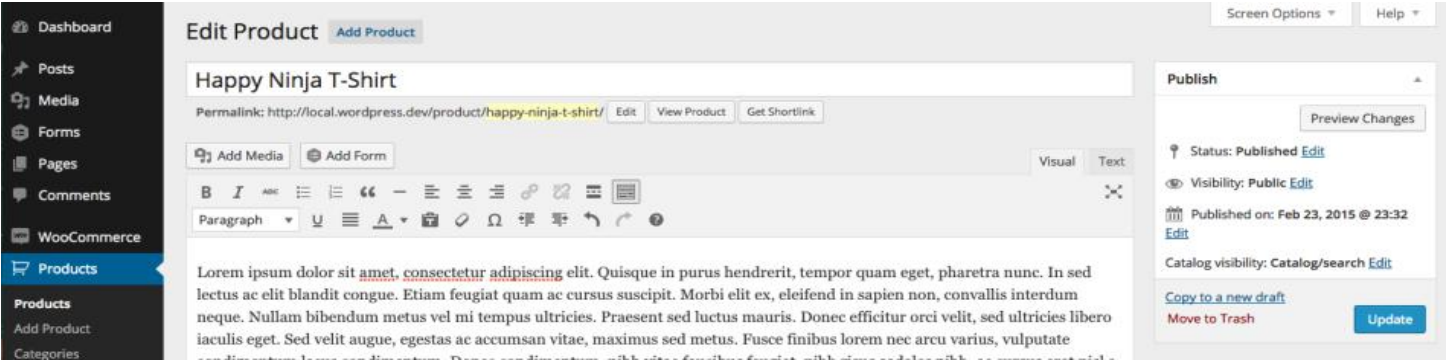 Dashboard
Posts
Media
Forms
Pages
Comments
WooCommerce
Products
Products
Add Product
Categories
Screen Options
Help
Edit Product Add Product
Happy Ninja T-Shirt
Permalink: http://local.wordpress.dev/product/happy-ninja-t-shirt/ Edit View Product Get Shortlink
Add Media Add Form
Visual Text
B I ABC
Paragraph U A Ω
Lorem ipsum dolor sit amet, consectetur adipiscing elit. Quisque in purus hendrerit, tempor quam eget, pharetra nunc. In sed
lectus ac elit blandit congue. Etiam feugiat quam ac cursus suscipit. Morbi elit ex, eleifend in sapien non, convallis interdum
neque. Nullam bibendum metus vel mi tempus ultricies. Praesent sed luctus mauris. Donec efficitur orci velit, sed ultricies libero
iaculis eget. Sed velit augue, egestas ac accumsan vitae, maximus sed metus. Fusce finibus lorem nec arcu varius, vulputate
Publish
Preview Changes
Status: Published Edit
Visibility: Public Edit
Published on: Feb 23, 2015 @ 23:32
Edit
Catalog visibility: Catalog/search Edit
Copy to a new draft
Move to Trash
Update